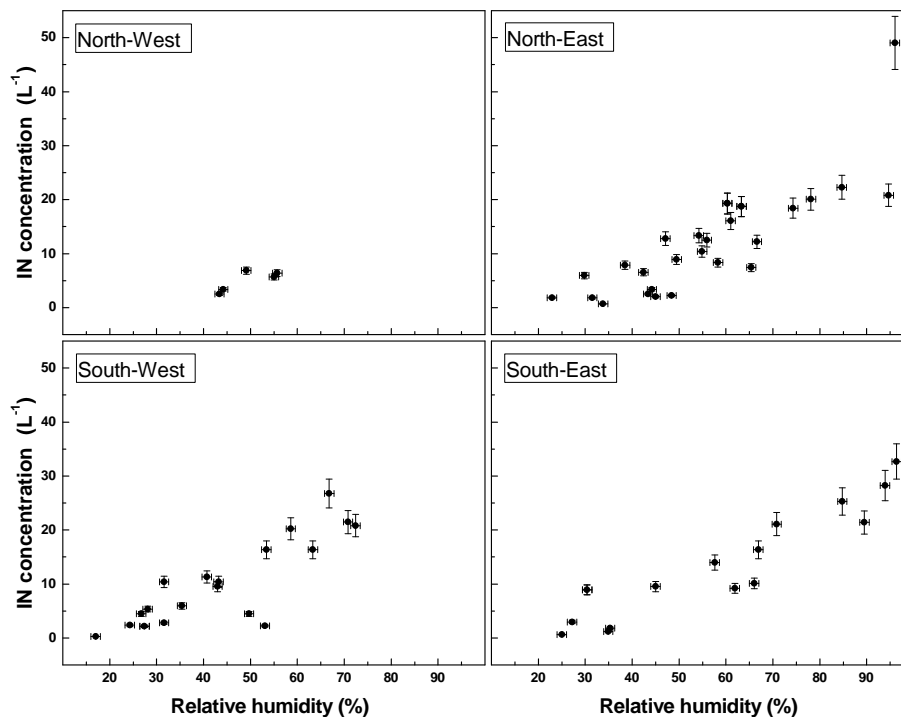 North-West
North-East
IN concentration (L⁻¹)
50
40
30
20
10
0
South-West
South-East
IN concentration (L⁻¹)
50
40
30
20
10
0
20 30 40 50 60 70 80 90
20 30 40 50 60 70 80 90
Relative humidity (%)
Relative humidity (%)